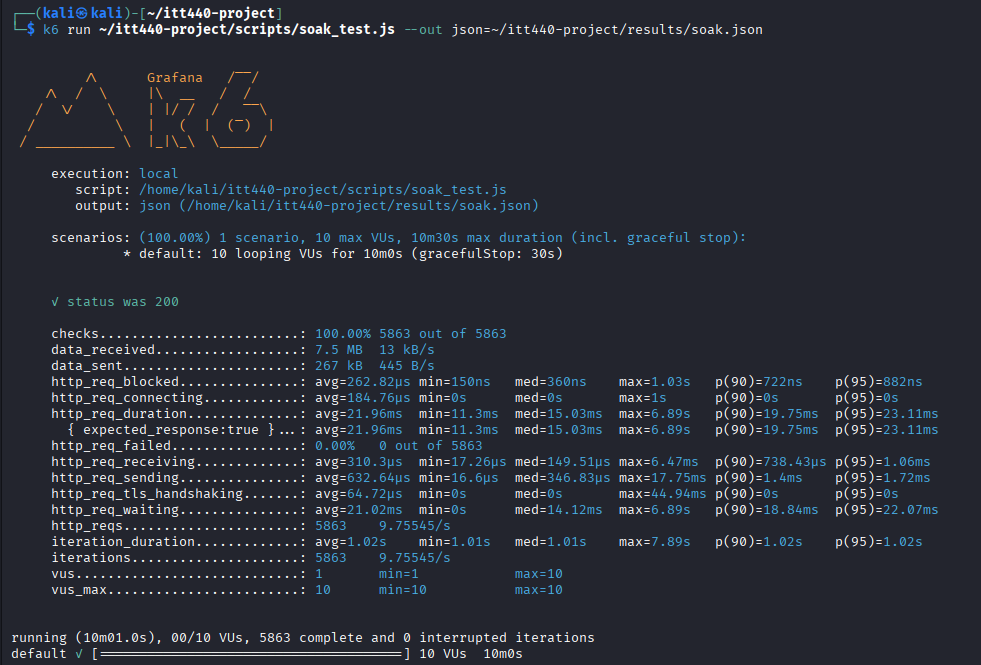 ┌──(kali㉿kali)-[~/itt440-project]
└─$ k6 run ~/itt440-project/scripts/soak_test.js --out json=~/itt440-project/results/soak.json
Grafana
k6
execution: local
script: /home/kali/itt440-project/scripts/soak_test.js
output: json (/home/kali/itt440-project/results/soak.json)
scenarios: (100.00%) 1 scenario, 10 max VUs, 10m30s max duration (incl. graceful stop):
* default: 10 looping VUs for 10m0s (gracefulStop: 30s)
✓ status was 200
checks.........................: 100.00% 5863 out of 5863
data_received..................: 7.5 MB 13 kB/s
data_sent......................: 267 kB 445 B/s
http_req_blocked...............: avg=262.82µs min=150ns med=360ns max=1.03s p(90)=722ns p(95)=882ns
http_req_connecting............: avg=184.76µs min=0s med=0s max=1s p(90)=0s p(95)=0s
http_req_duration..............: avg=21.96ms min=11.3ms med=15.03ms max=6.89s p(90)=19.75ms p(95)=23.11ms
{ expected_response:true }...: avg=21.96ms min=11.3ms med=15.03ms max=6.89s p(90)=19.75ms p(95)=23.11ms
http_req_failed................: 0.00% 0 out of 5863
http_req_receiving.............: avg=310.3µs min=17.26µs med=149.51µs max=6.47ms p(90)=738.43µs p(95)=1.06ms
http_req_sending...............: avg=632.64µs min=16.6µs med=346.83µs max=17.75ms p(90)=1.4ms p(95)=1.72ms
http_req_tls_handshaking.......: avg=64.72µs min=0s med=0s max=44.94ms p(90)=0s p(95)=0s
http_req_waiting...............: avg=21.02ms min=0s med=14.12ms max=6.89s p(90)=18.84ms p(95)=22.07ms
http_reqs......................: 5863 9.75545/s
iteration_duration.............: avg=1.02s min=1.01s med=1.01s max=7.89s p(90)=1.02s p(95)=1.02s
iterations.....................: 5863 9.75545/s
vus............................: 1 min=1 max=10
vus_max........................: 10 min=10 max=10
running (10m01.0s), 00/10 VUs, 5863 complete and 0 interrupted iterations
default ✓ [======================================] 10 VUs 10m0s